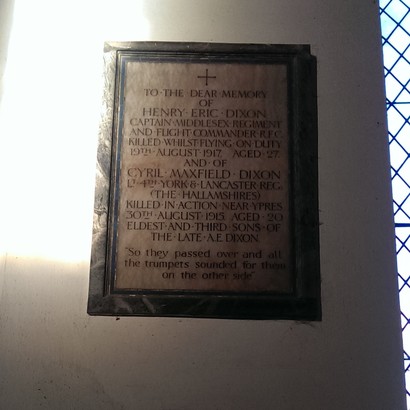 TO·THE·DEAR·MEMORY
OF
HENRY·ERIC·DIXON
CAPTAIN·MIDDLESEX·REGIMENT
AND·FLIGHT·COMMANDER·R.F.C.
KILLED·WHILST·FLYING·ON·DUTY
19TH·AUGUST·1917, AGED·27.
AND·OF
CYRIL·MAXFIELD·DIXON
LT·4TH·YORK·&·LANCASTER·REG.
(THE·HALLAMSHIRES)
KILLED·IN·ACTION·NEAR·YPRES
30TH·AUGUST·1915, AGED·20
ELDEST·AND·THIRD·SONS·OF
THE·LATE·A.E.DIXON.
"So they passed over and all
the trumpets sounded for them
on the other side"